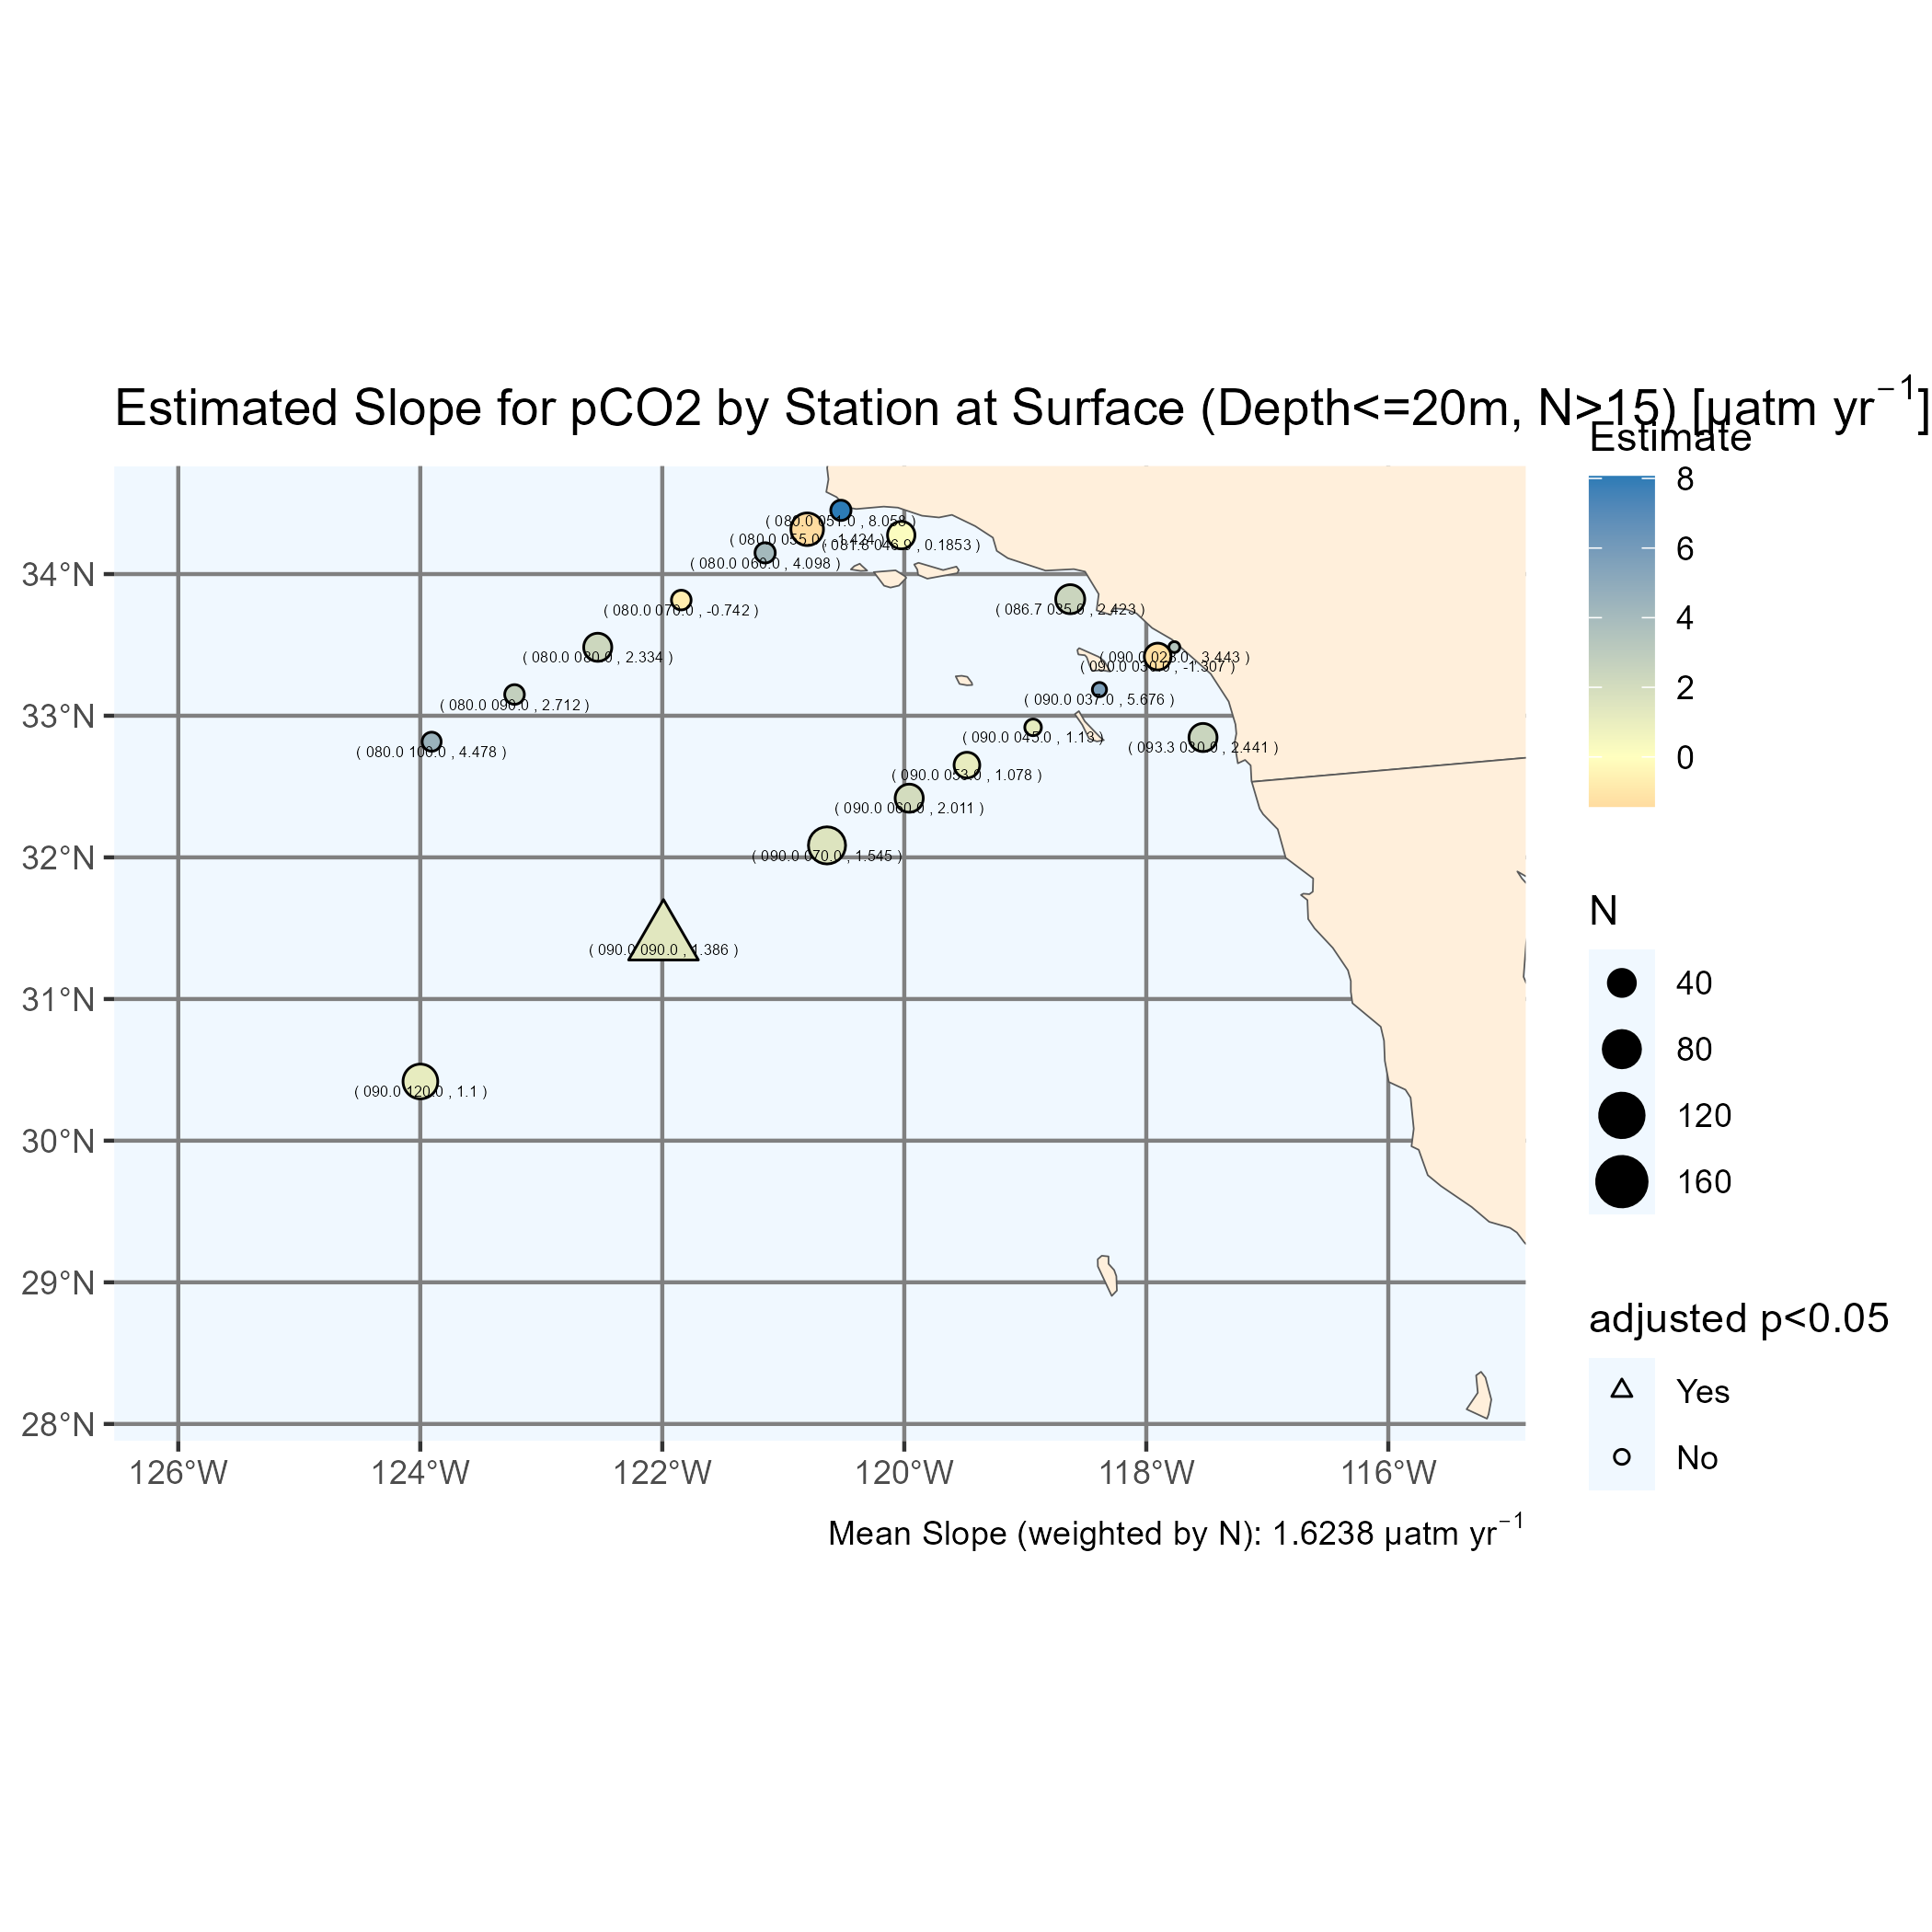 Estimated Slope for pCO2 by Station at Surface (Depth<=20m, N>15) [µatm yr⁻¹]
Estimate
8
6
4
2
0
N
40
80
120
160
adjusted p<0.05
Yes
No
34°N
33°N
32°N
31°N
30°N
29°N
28°N
126°W
124°W
122°W
120°W
118°W
116°W
( 080.0 051.0 , 8.058 )
( 080.0 055.0 , -1.424 )
( 081.8 046.9 , 0.1853 )
( 080.0 060.0 , 4.098 )
( 080.0 070.0 , -0.742 )
( 086.7 035.0 , 2.423 )
( 080.0 080.0 , 2.334 )
( 090.0 028.0 , 3.443 )
( 090.0 030.0 , -1.307 )
( 090.0 037.0 , 5.676 )
( 080.0 090.0 , 2.712 )
( 090.0 045.0 , 1.13 )
( 093.3 030.0 , 2.441 )
( 080.0 100.0 , 4.478 )
( 090.0 053.0 , 1.078 )
( 090.0 060.0 , 2.011 )
( 090.0 070.0 , 1.545 )
( 090.0 090.0 , 1.386 )
( 090.0 120.0 , 1.1 )
Mean Slope (weighted by N): 1.6238 µatm yr⁻¹